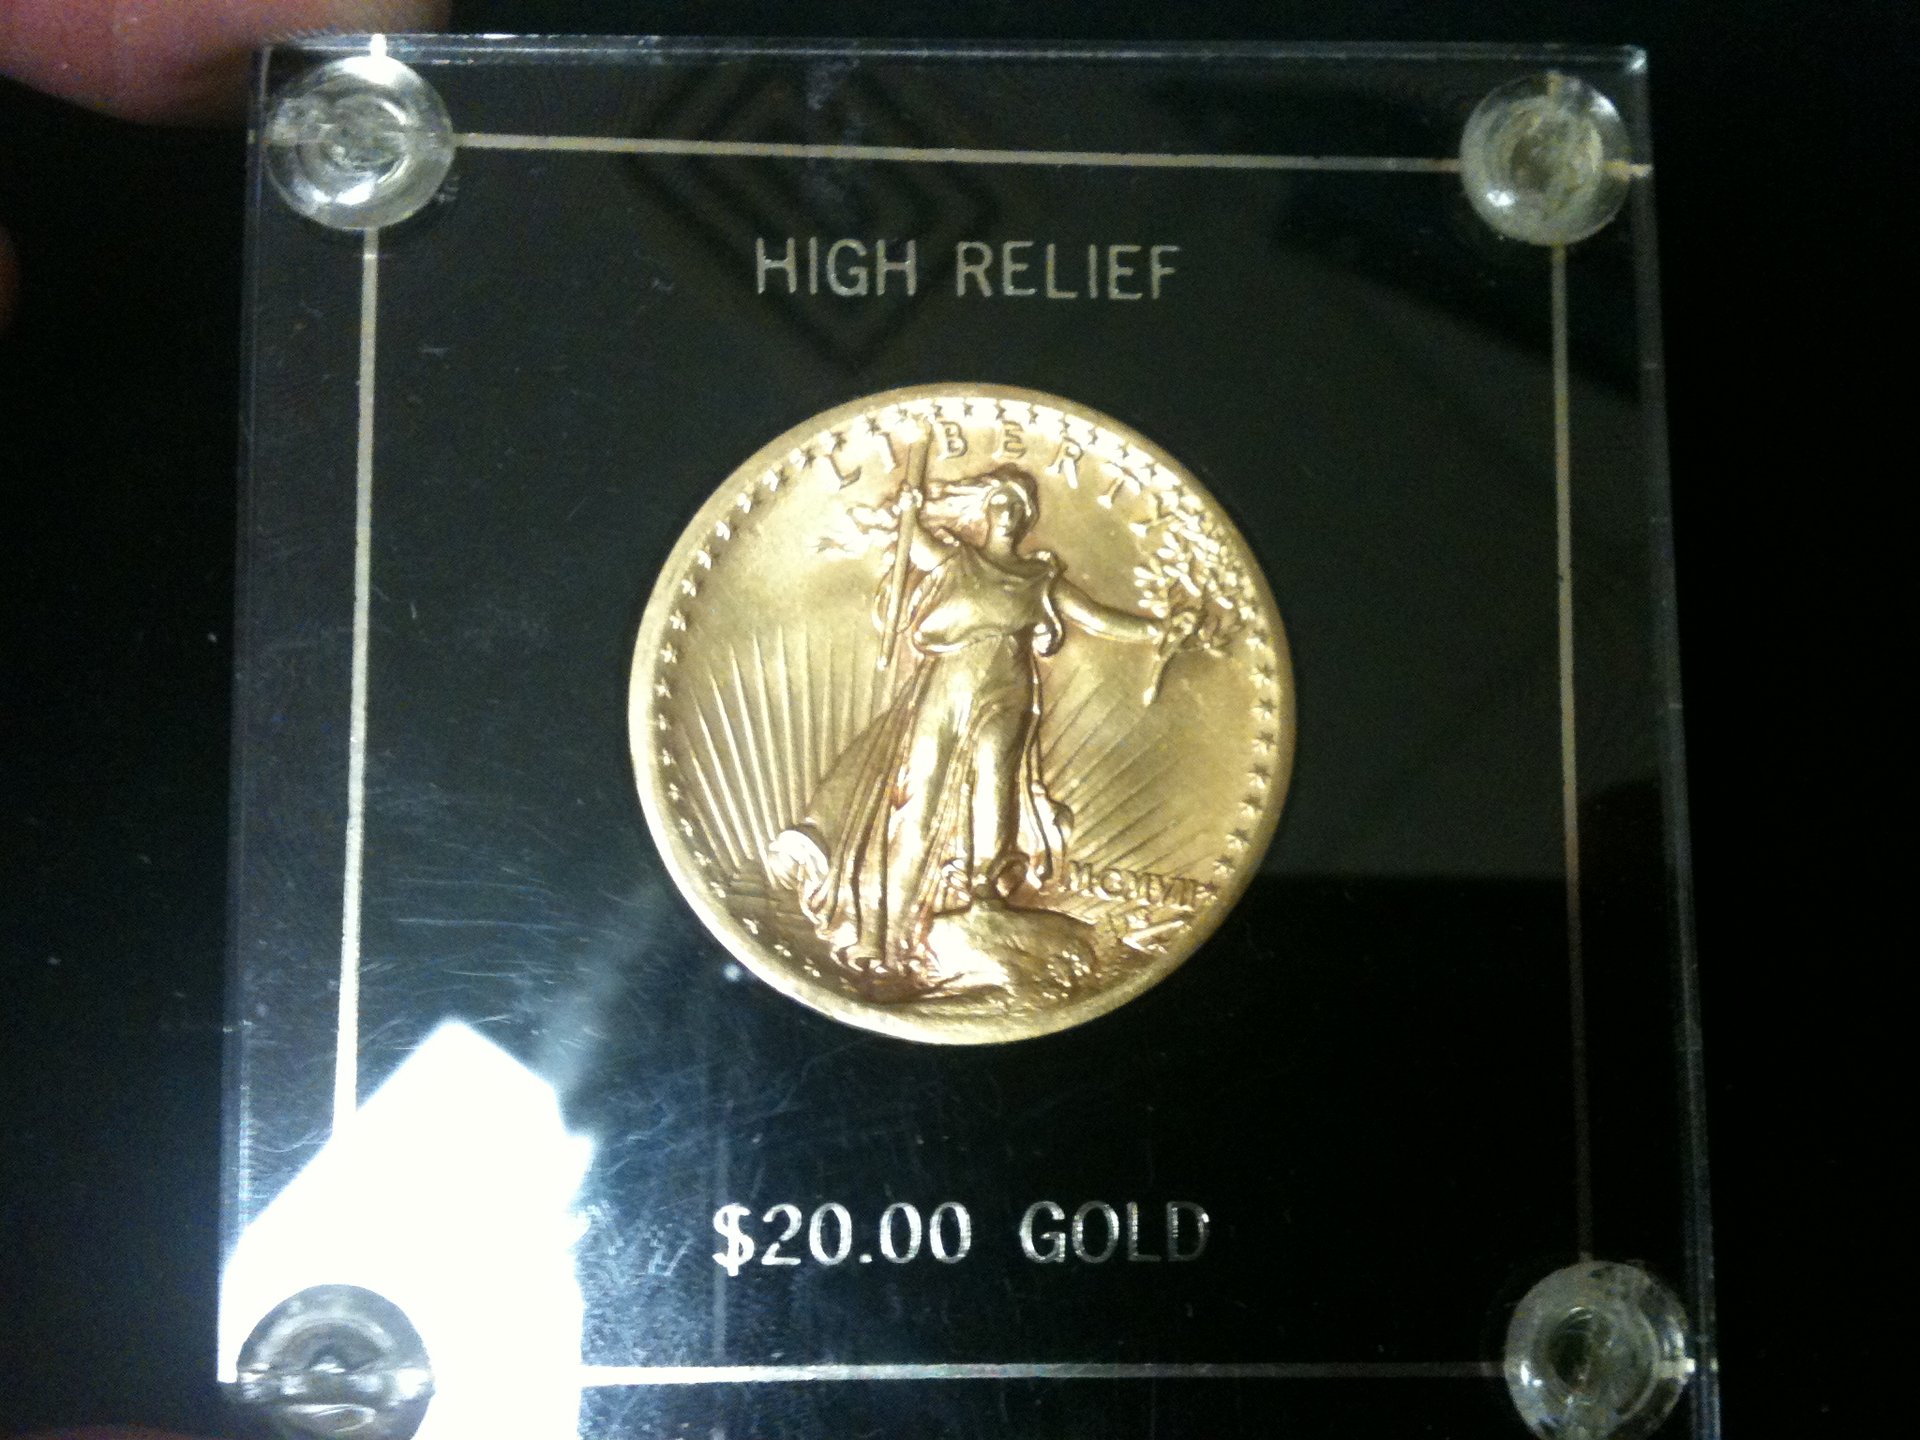 HIGH RELIEF
LIBERTY
MCMVII
$20.00 GOLD